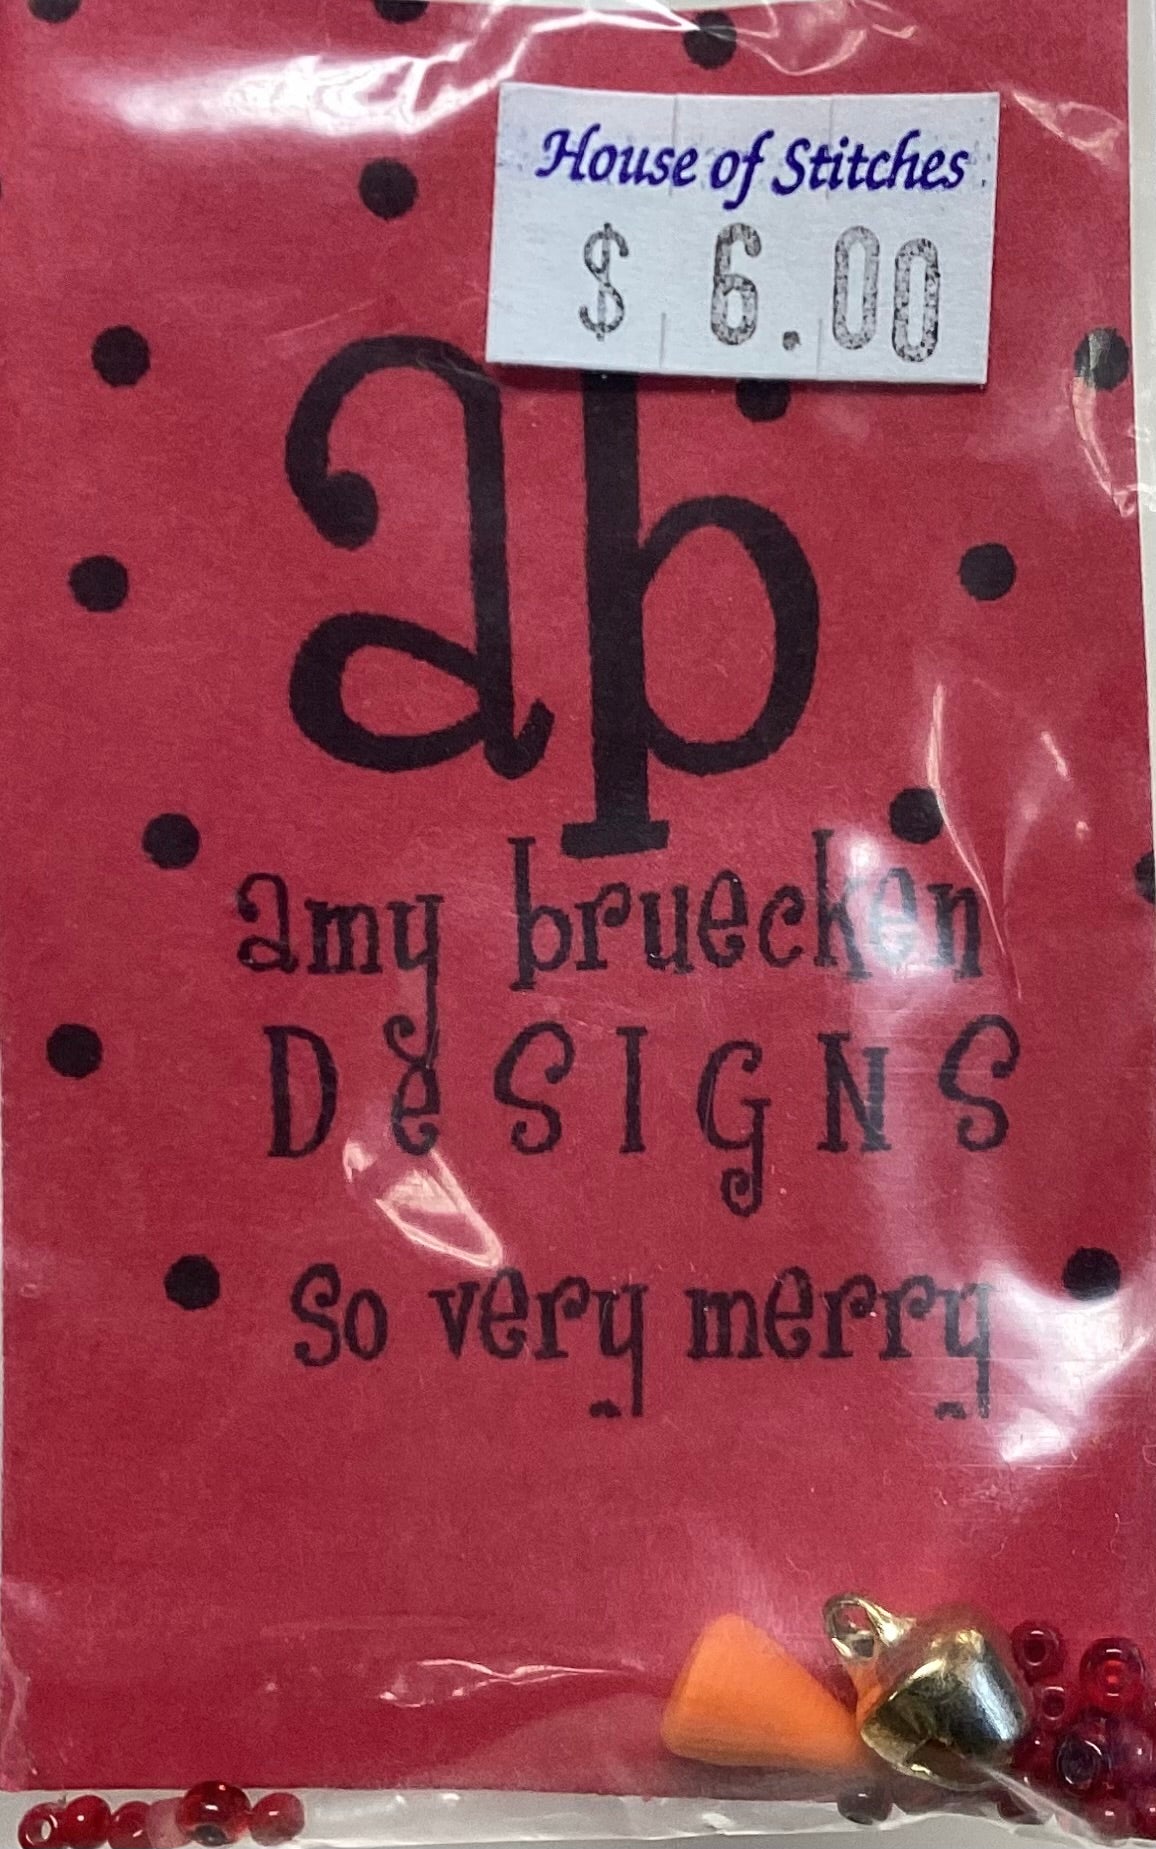 House of Stitches
$ 6.00
ab
amy bruecken
DeSIGNS
so very merry